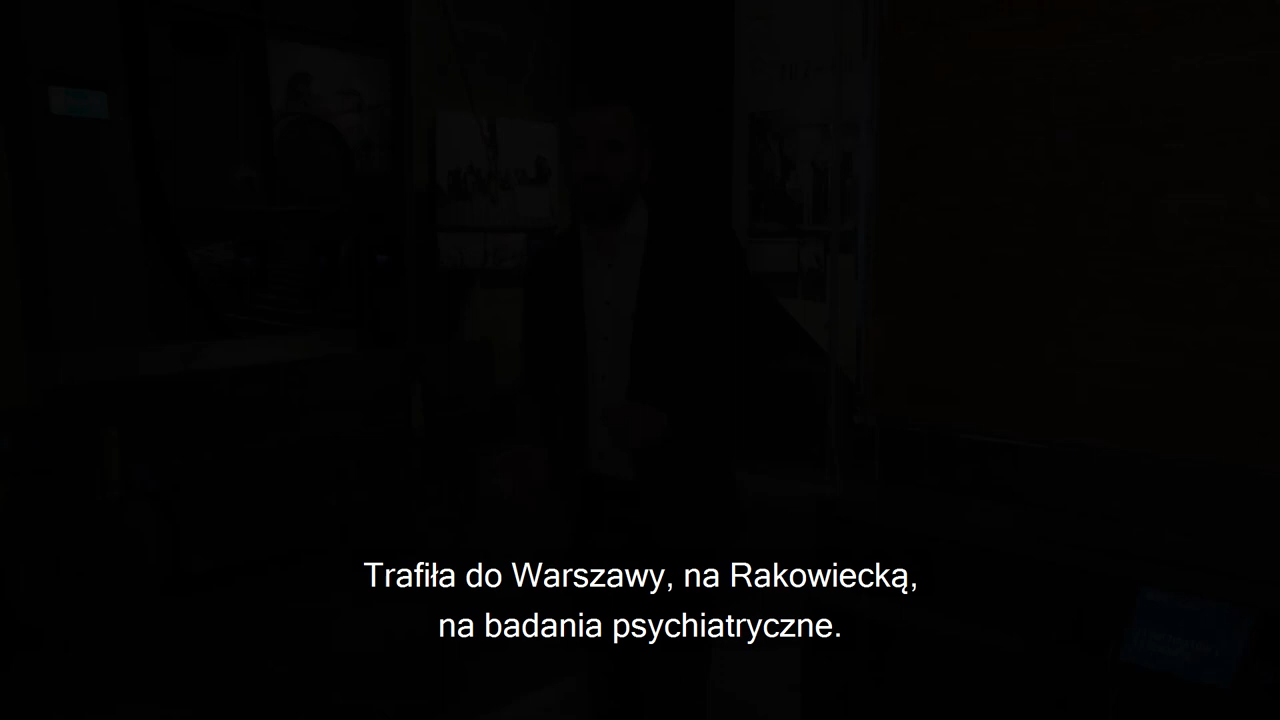 Trafiła do Warszawy, na Rakowiecką,
na badania psychiatryczne.